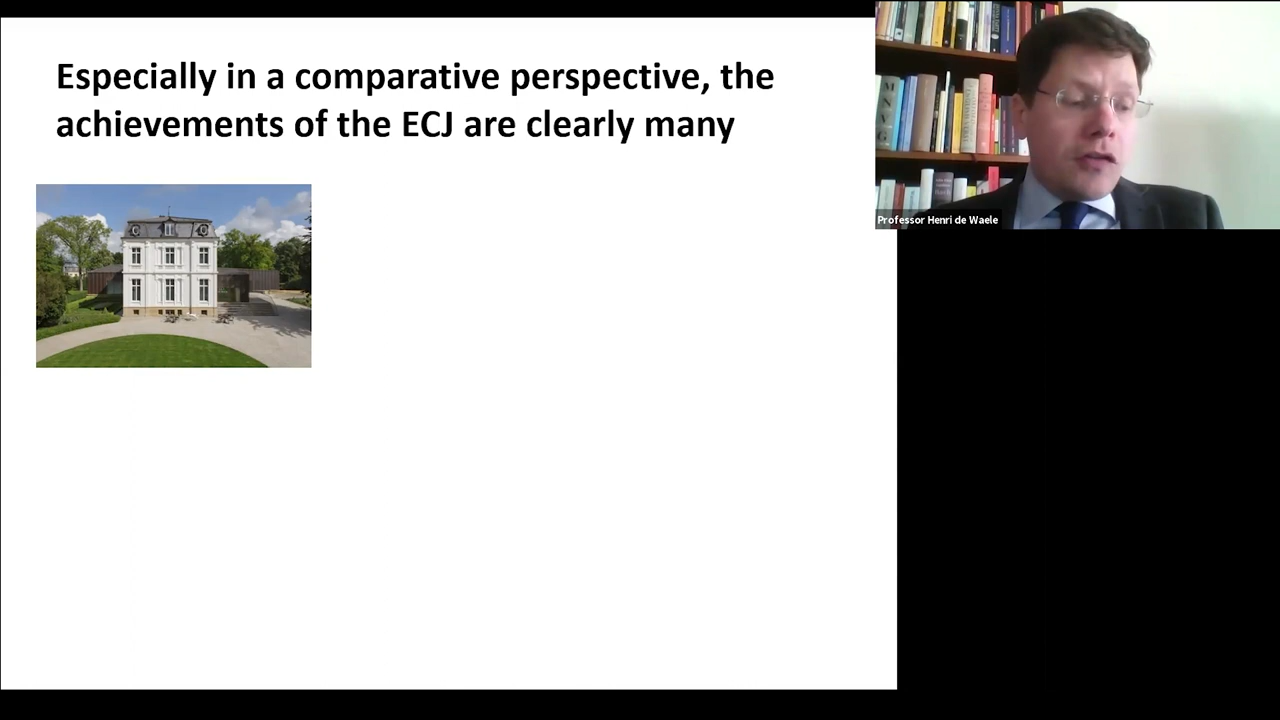 Especially in a comparative perspective, the
achievements of the ECJ are clearly many
Professor Henri de Waele